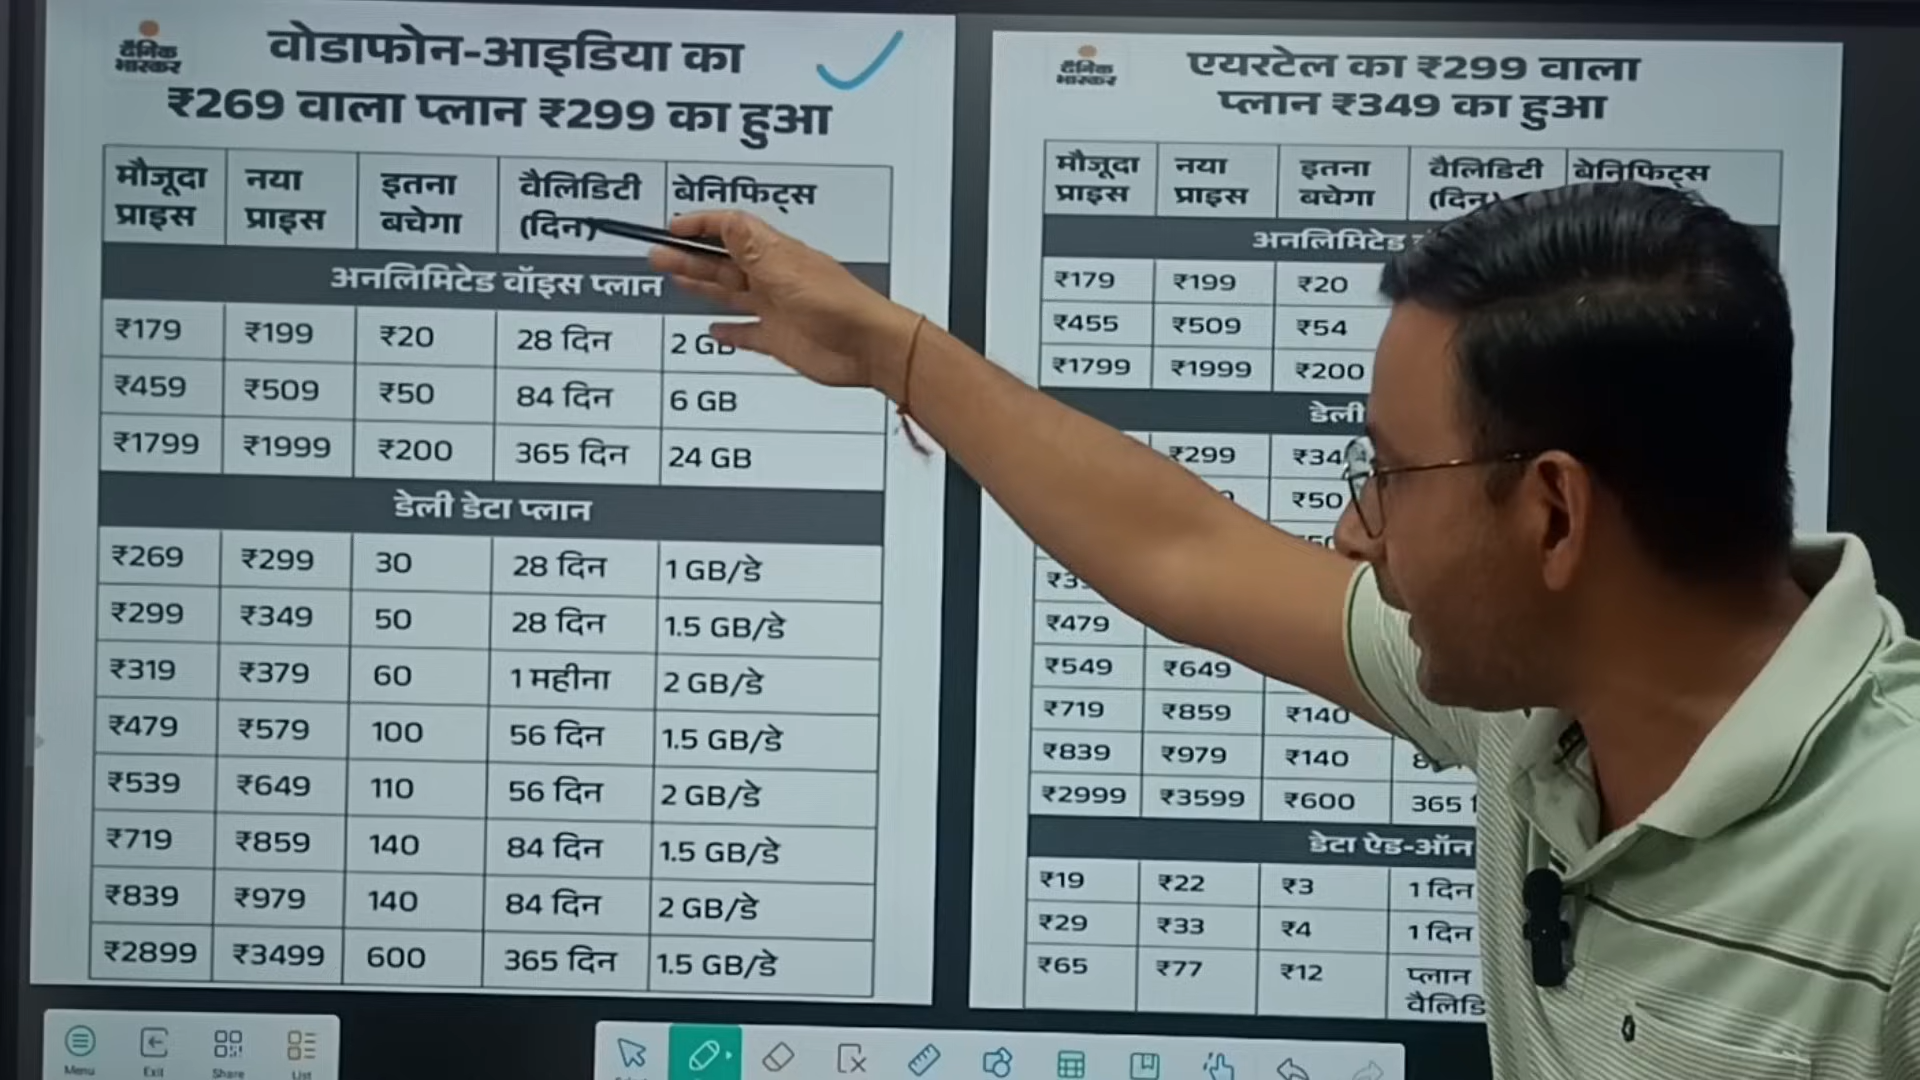 दैनिक
भास्कर
वोडाफोन-आइडिया का
₹269 वाला प्लान ₹299 का हुआ
मौजूदा प्राइस नया प्राइस इतना बचेगा वैलिडिटी (दिन) बेनिफिट्स
अनलिमिटेड वॉइस प्लान
₹179 ₹199 ₹20 28 दिन 2 GB
₹459 ₹509 ₹50 84 दिन 6 GB
₹1799 ₹1999 ₹200 365 दिन 24 GB
डेली डेटा प्लान
₹269 ₹299 30 28 दिन 1 GB/डे
₹299 ₹349 50 28 दिन 1.5 GB/डे
₹319 ₹379 60 1 महीना 2 GB/डे
₹479 ₹579 100 56 दिन 1.5 GB/डे
₹539 ₹649 110 56 दिन 2 GB/डे
₹719 ₹859 140 84 दिन 1.5 GB/डे
₹839 ₹979 140 84 दिन 2 GB/डे
₹2899 ₹3499 600 365 दिन 1.5 GB/डे
दैनिक
भास्कर
एयरटेल का ₹299 वाला
प्लान ₹349 का हुआ
मौजूदा प्राइस नया प्राइस इतना बचेगा वैलिडिटी (दिन) बेनिफिट्स
अनलिमिटेड
₹179 ₹199 ₹20
₹455 ₹509 ₹54
₹1799 ₹1999 ₹200
डेली
₹299 ₹34
₹50
₹479
₹549 ₹649
₹719 ₹859 ₹140
₹839 ₹979 ₹140
₹2999 ₹3599 ₹600 365
डेटा ऐड-ऑन
₹19 ₹22 ₹3 1 दिन
₹29 ₹33 ₹4 1 दिन
₹65 ₹77 ₹12 प्लान
Menu Exit Share List